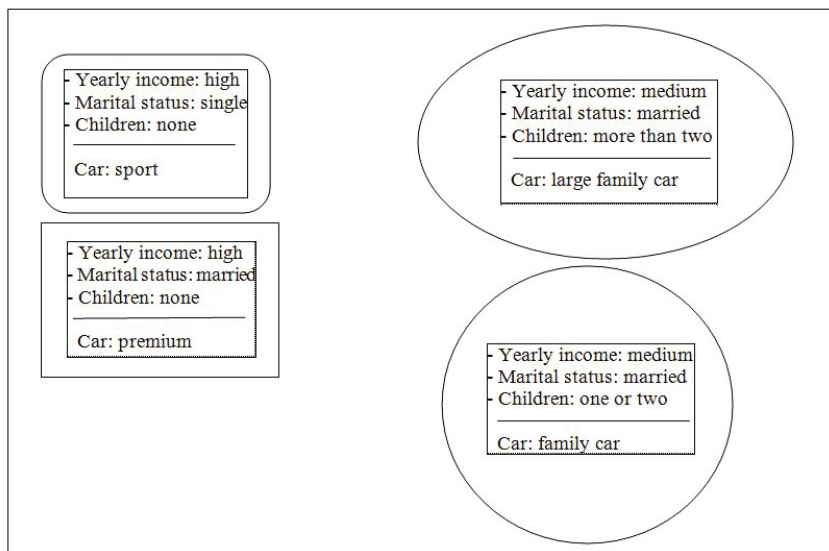 - Yearly income: high
- Marital status: single
- Children: none
Car: sport
- Yearly income: high
- Marital status: married
- Children: none
Car: premium
- Yearly income: medium
- Marital status: married
- Children: more than two
Car: large family car
- Yearly income: medium
- Marital status: married
- Children: one or two
Car: family car